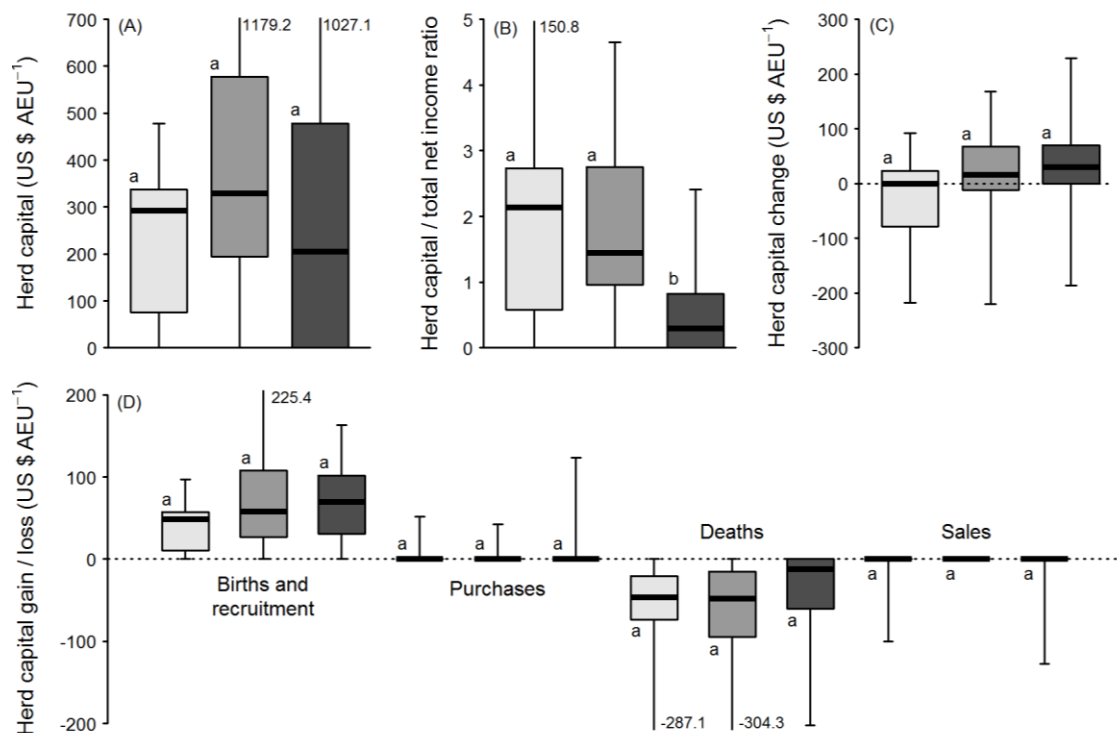 Herd capital (US $ AEU⁻¹)
700
600
500
400
300
200
100
0
(A)
1179.2
1027.1
a
a
a
Herd capital / total net income ratio
5
4
3
2
1
0
(B)
150.8
a
a
b
Herd capital change (US $ AEU⁻¹)
300
200
100
0
-100
-200
-300
(C)
a
a
a
Herd capital gain / loss (US $ AEU⁻¹)
200
100
0
-100
-200
(D)
225.4
a
a
a
Births and
recruitment
a
a
a
Purchases
Deaths
a
a
a
-287.1
-304.3
Sales
a
a
a